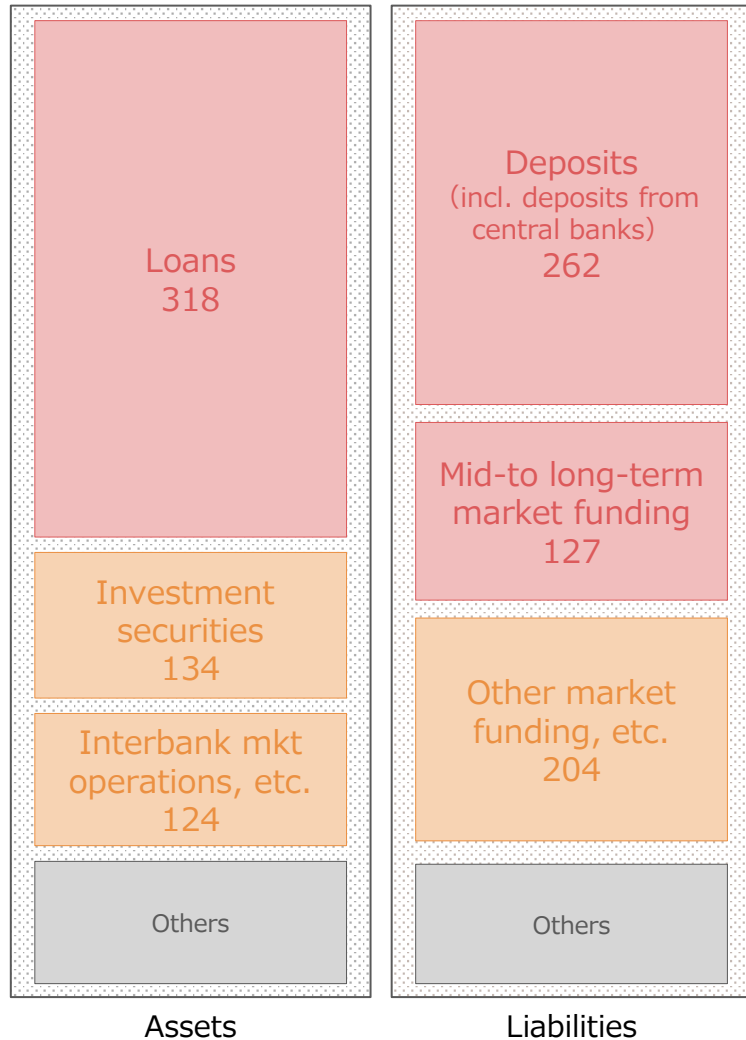 Loans
318
Investment
securities
134
Interbank mkt
operations, etc.
124
Others
Assets
Deposits
（incl. deposits from
central banks）
262
Mid-to long-term
market funding
127
Other market
funding, etc.
204
Others
Liabilities